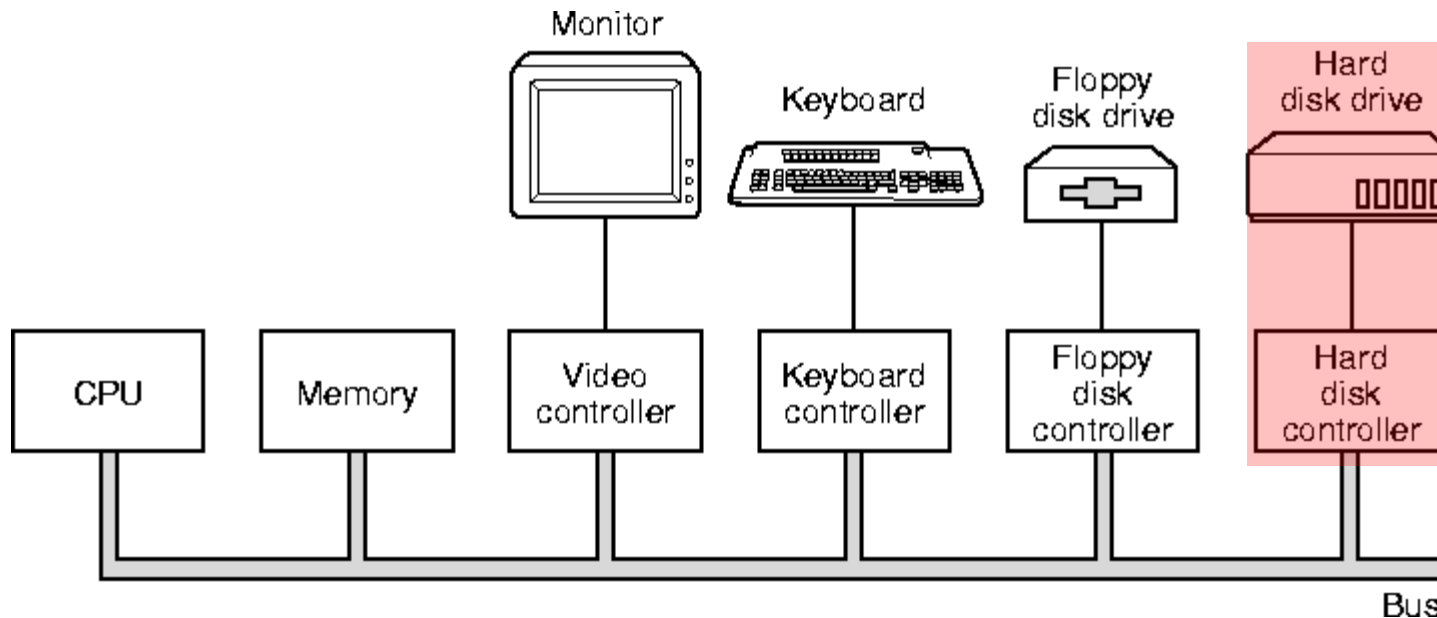 Monitor
Keyboard
Floppy
disk drive
Hard
disk drive
CPU
Memory
Video
controller
Keyboard
controller
Floppy
disk
controller
Hard
disk
controller
Bus